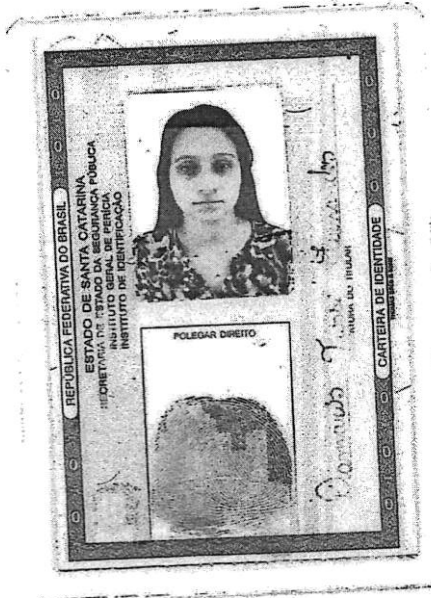 REPÚBLICA FEDERATIVA DO BRASIL
ESTADO DE SANTA CATARINA
SECRETARIA DE ESTADO DA SEGURANÇA PÚBLICA
INSTITUTO GERAL DE PERÍCIA
INSTITUTO DE IDENTIFICAÇÃO
POLEGAR DIREITO
ATURA DO TITULAR
CARTEIRA DE IDENTIDADE